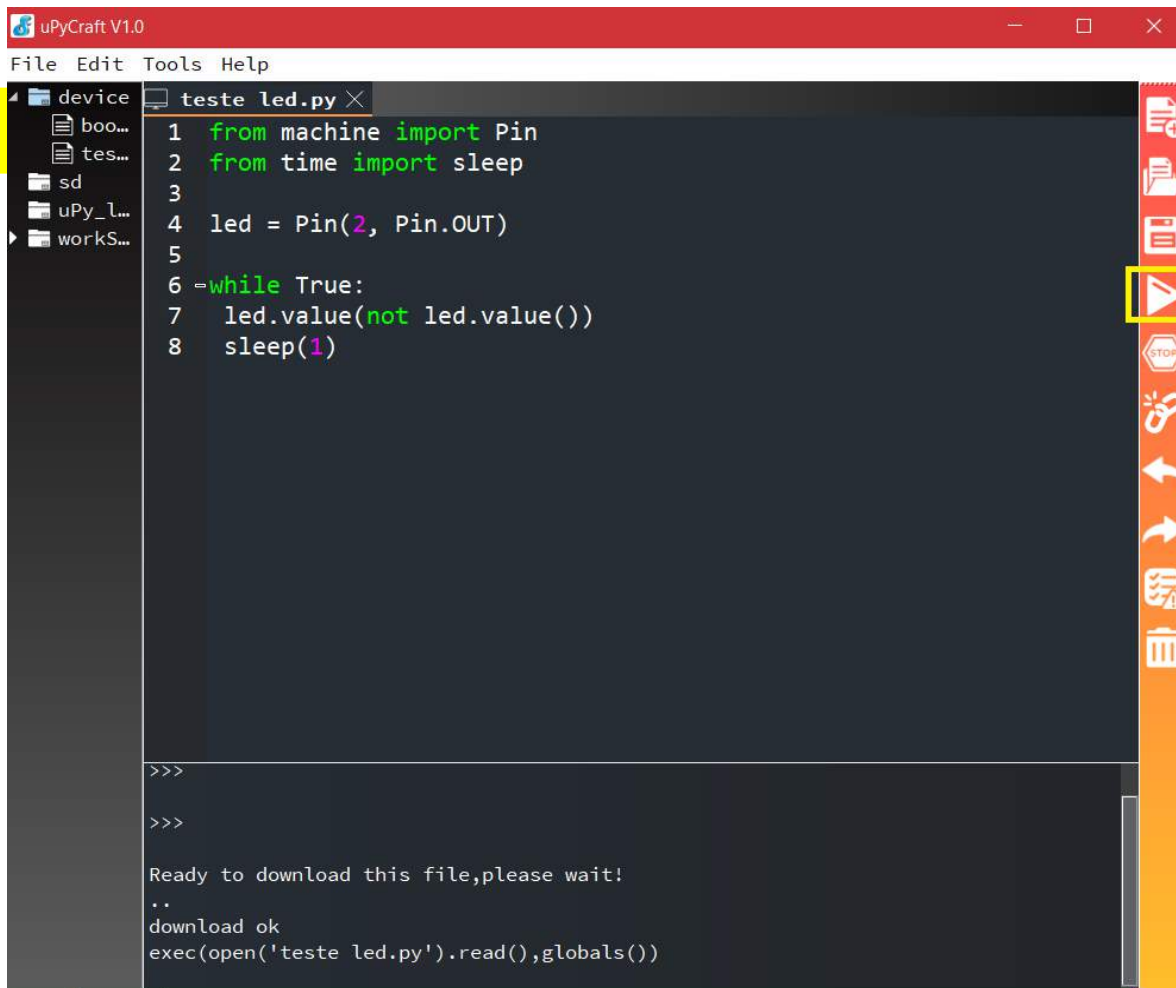 uPyCraft V1.0
File Edit Tools Help
device
boo...
tes...
sd
uPy_l...
workS...
teste led.py
1 from machine import Pin
2 from time import sleep
3
4 led = Pin(2, Pin.OUT)
5
6 while True:
7 led.value(not led.value())
8 sleep(1)
STOP
>>>
>>>
Ready to download this file,please wait!
..
download ok
exec(open('teste led.py').read(),globals())